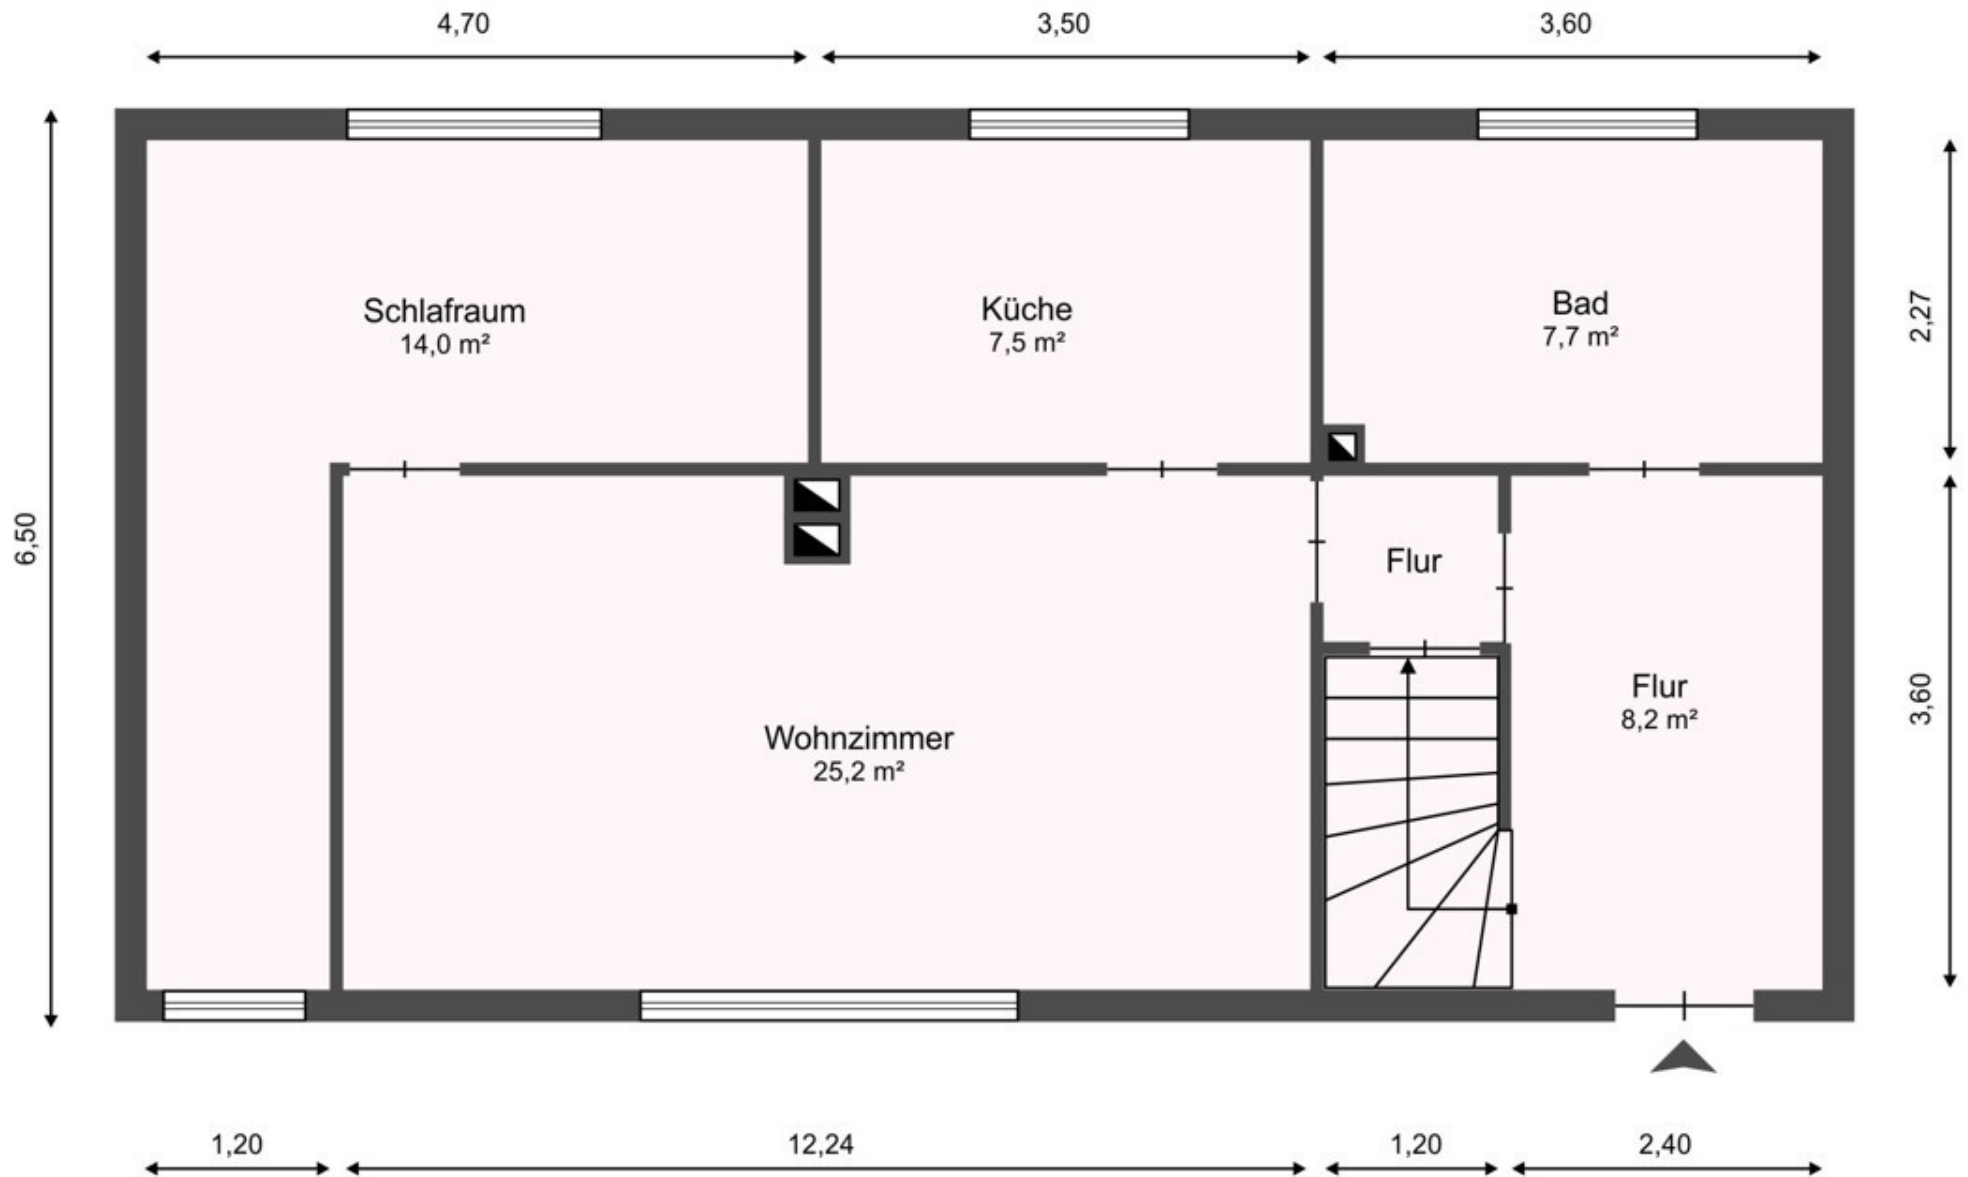 4,70
3,50
3,60
Schlafraum
14,0 m²
Küche
7,5 m²
Bad
7,7 m²
2,27
6,50
Flur
3,60
Flur
8,2 m²
Wohnzimmer
25,2 m²
1,20
12,24
1,20
2,40